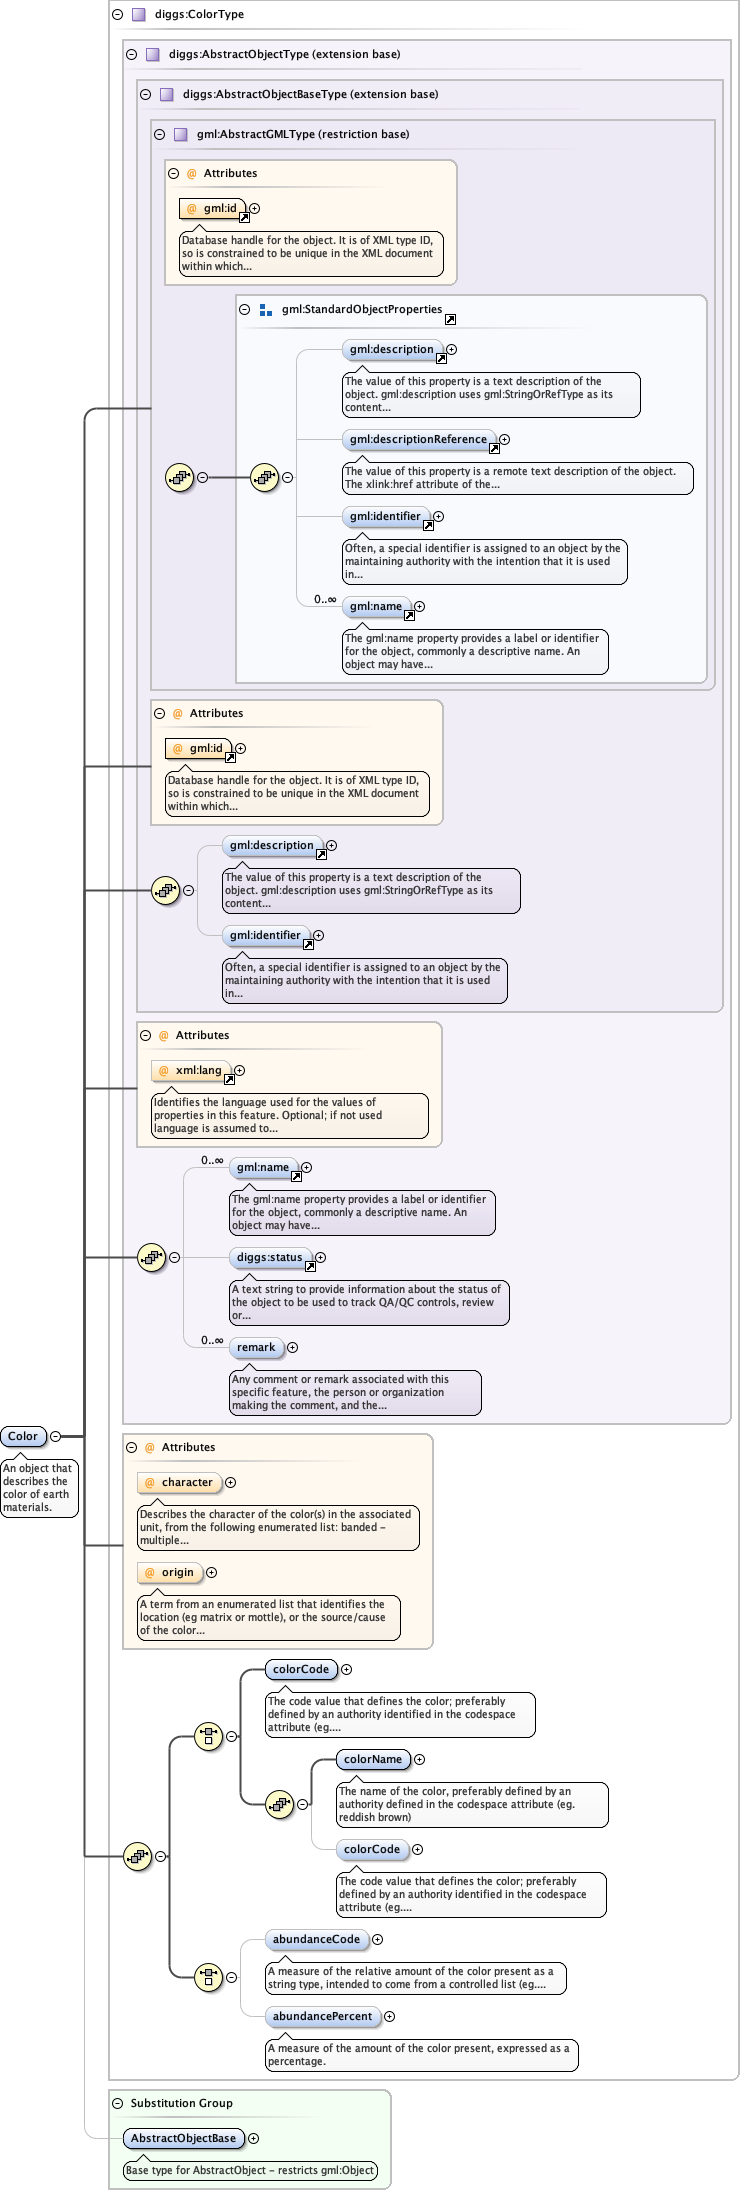 diggs:ColorType
diggs:AbstractObjectType (extension base)
diggs:AbstractObjectBaseType (extension base)
gml:AbstractGMLType (restriction base)
@ Attributes
@ gml:id
Database handle for the object. It is of XML type ID,
so is constrained to be unique in the XML document
within which...
gml:StandardObjectProperties
gml:description
The value of this property is a text description of the
object. gml:description uses gml:StringOrRefType as its
content...
gml:descriptionReference
The value of this property is a remote text description of the object.
The xlink:href attribute of the...
gml:identifier
Often, a special identifier is assigned to an object by the
maintaining authority with the intention that it is used
in...
0..∞
gml:name
The gml:name property provides a label or identifier
for the object, commonly a descriptive name. An
object may have...
@ Attributes
@ gml:id
Database handle for the object. It is of XML type ID,
so is constrained to be unique in the XML document
within which...
gml:description
The value of this property is a text description of the
object. gml:description uses gml:StringOrRefType as its
content...
gml:identifier
Often, a special identifier is assigned to an object by the
maintaining authority with the intention that it is used
in...
@ Attributes
@ xml:lang
Identifies the language used for the values of
properties in this feature. Optional; if not used
language is assumed to...
0..∞
gml:name
The gml:name property provides a label or identifier
for the object, commonly a descriptive name. An
object may have...
diggs:status
A text string to provide information about the status of
the object to be used to track QA/QC controls, review
or...
0..∞
remark
Any comment or remark associated with this
specific feature, the person or organization
making the comment, and the...
Color
An object that
describes the
color of earth
materials.
@ Attributes
@ character
Describes the character of the color(s) in the associated
unit, from the following enumerated list: banded -
multiple...
@ origin
A term from an enumerated list that identifies the
location (eg matrix or mottle), or the source/cause
of the color...
colorCode
The code value that defines the color; preferably
defined by an authority identified in the codespace
attribute (eg....
colorName
The name of the color, preferably defined by an
authority defined in the codespace attribute (eg.
reddish brown)
colorCode
The code value that defines the color; preferably
defined by an authority identified in the codespace
attribute (eg....
abundanceCode
A measure of the relative amount of the color present as a
string type, intended to come from a controlled list (eg....
abundancePercent
A measure of the amount of the color present, expressed as a
percentage.
Substitution Group
AbstractObjectBase
Base type for AbstractObject - restricts gml:Object